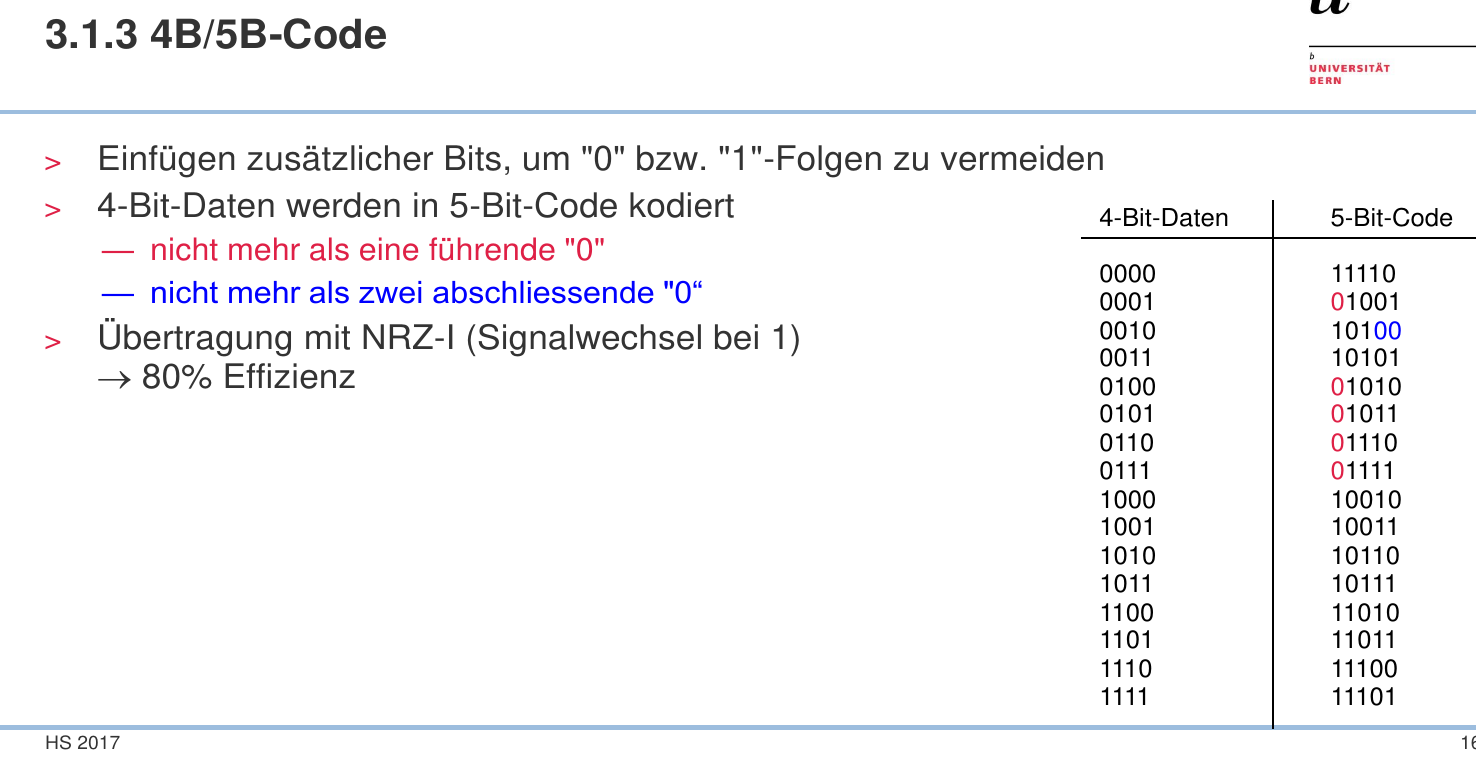 3.1.3 4B/5B-Code
u
b
UNIVERSITÄT
BERN
> Einfügen zusätzlicher Bits, um "0" bzw. "1"-Folgen zu vermeiden
> 4-Bit-Daten werden in 5-Bit-Code kodiert
— nicht mehr als eine führende "0"
— nicht mehr als zwei abschliessende "0“
> Übertragung mit NRZ-I (Signalwechsel bei 1)
→ 80% Effizienz
4-Bit-Daten 5-Bit-Code
0000 11110
0001 01001
0010 10100
0011 10101
0100 01010
0101 01011
0110 01110
0111 01111
1000 10010
1001 10011
1010 10110
1011 10111
1100 11010
1101 11011
1110 11100
1111 11101
HS 2017